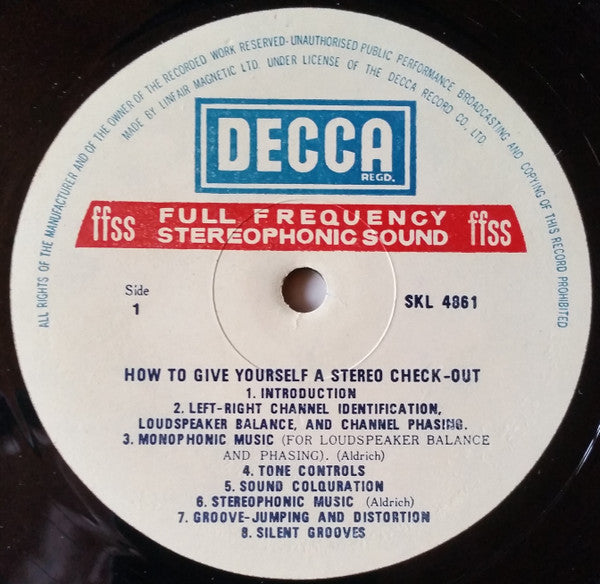 ALL RIGHTS OF THE MANUFACTURER AND OF THE OWNER OF THE RECORDED WORK RESERVED-UNAUTHORISED PUBLIC PERFORMANCE BROADCASTING AND COPYING OF THIS RECORD PROHIBITED
MADE BY LINFAIR MAGNETIC LTD. UNDER LICENSE OF THE DECCA RECORD CO. LTD.
DECCA
REGD.
ffss FULL FREQUENCY STEREOPHONIC SOUND ffss
Side
1
SKL 4861
HOW TO GIVE YOURSELF A STEREO CHECK-OUT
1. INTRODUCTION
2. LEFT-RIGHT CHANNEL IDENTIFICATION,
LOUDSPEAKER BALANCE, AND CHANNEL PHASING.
3. MONOPHONIC MUSIC (FOR LOUDSPEAKER BALANCE
AND PHASING). (Aldrich)
4. TONE CONTROLS
5. SOUND COLQURATION
6. STEREOPHONIC MUSIC (Aldrich)
7. GROOVE-JUMPING AND DISTORTION
8. SILENT GROOVES